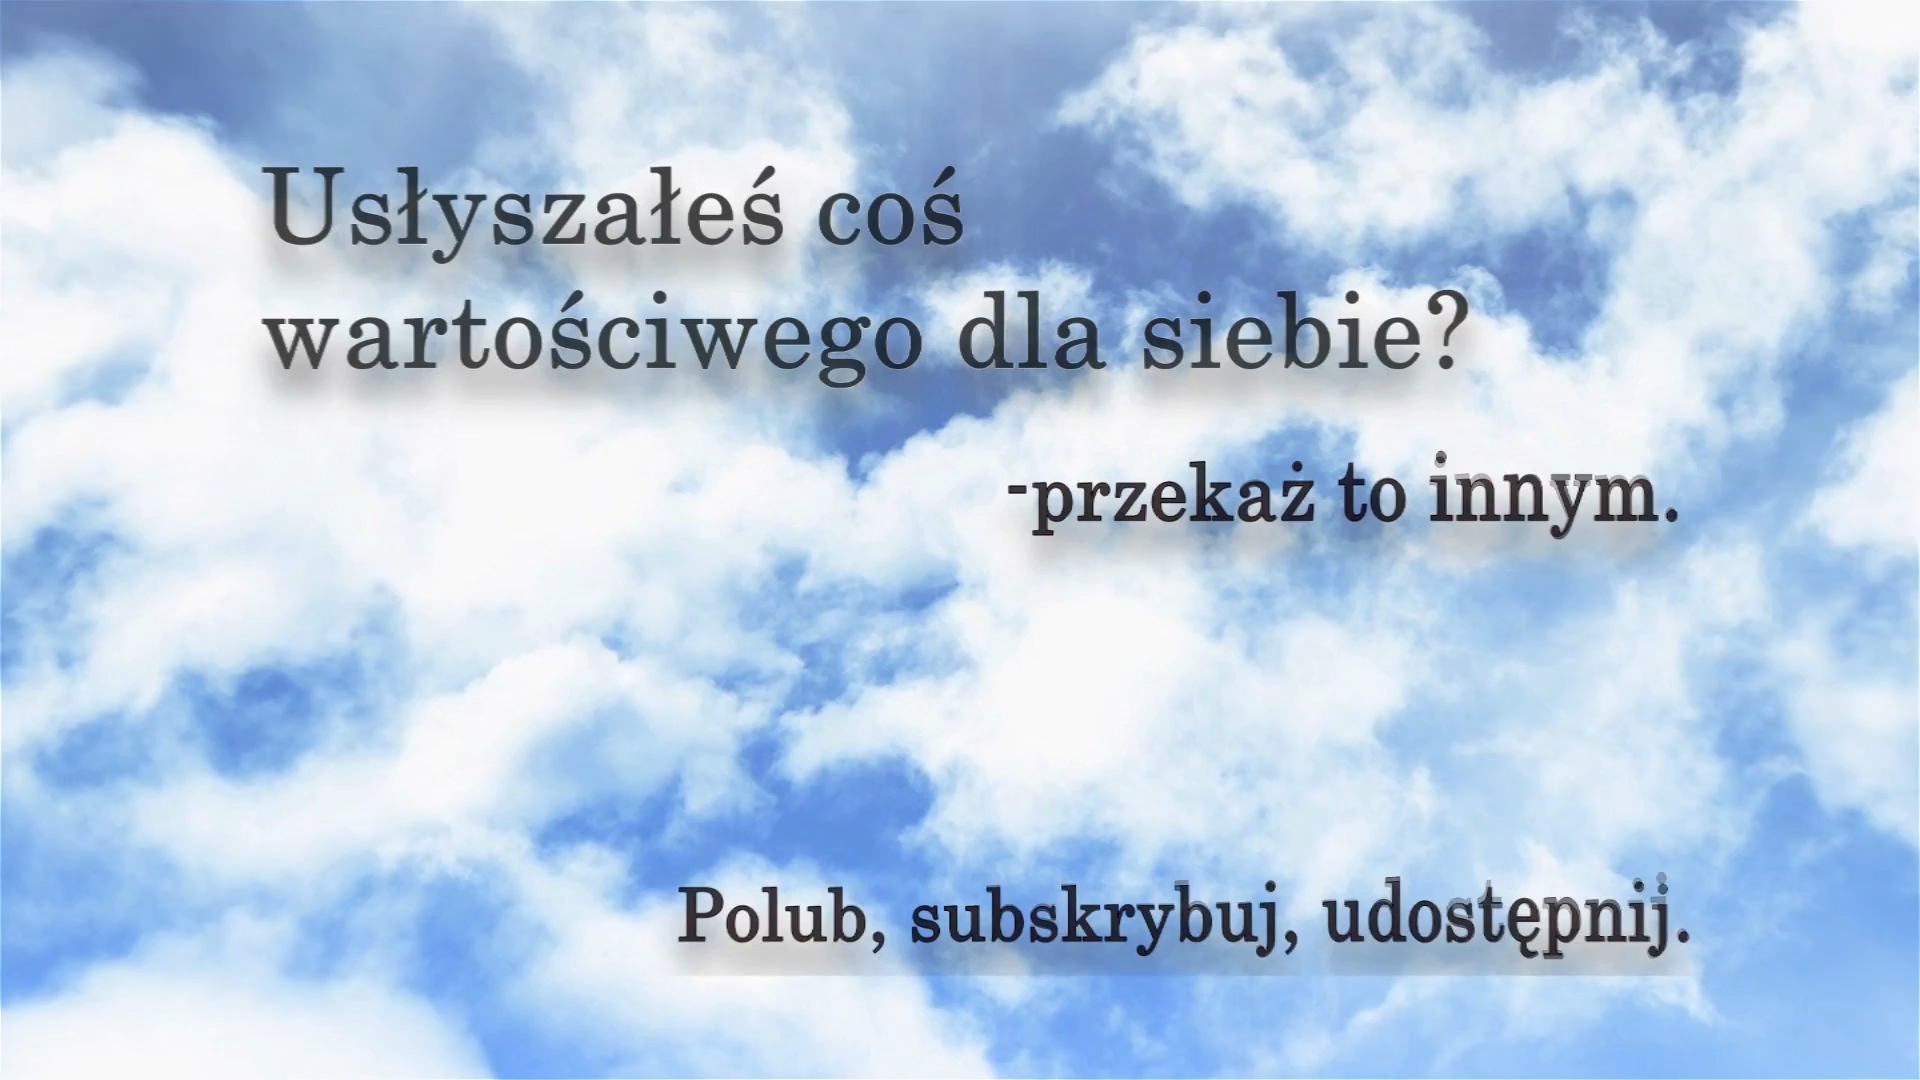 Usłyszałeś coś
wartościwego dla siebie?
-przekaż to innym.
Polub, subskrybuj, udostępnij.